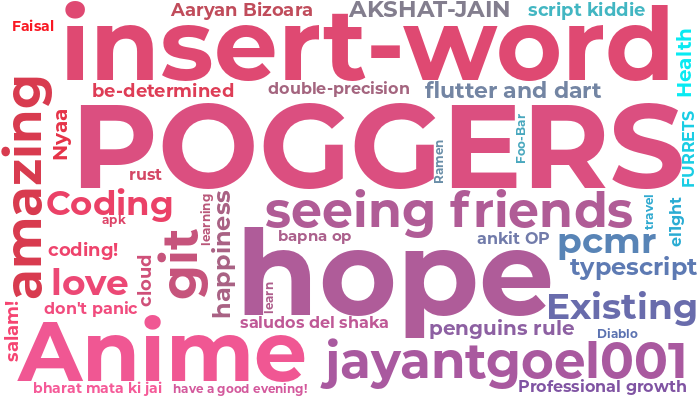 Faisal
Aaryan Bizoara
AKSHAT-JAIN
script kiddie
insert-word
Health
be-determined
double-precision
flutter and dart
amazing
Nyaa
POGGERS
Foo-Bar
FURRETS
rust
Ramen
Coding
apk
learning
happiness
seeing friends
travel
el1ght
coding!
git
bapna op
hope
ankit OP
pcmr
typescript
love
cloud
learn
don't panic
Existing
salam!
saludos del shaka
penguins rule
Diablo
Anime
jayantgoel001
bharat mata ki jai
have a good evening!
Professional growth